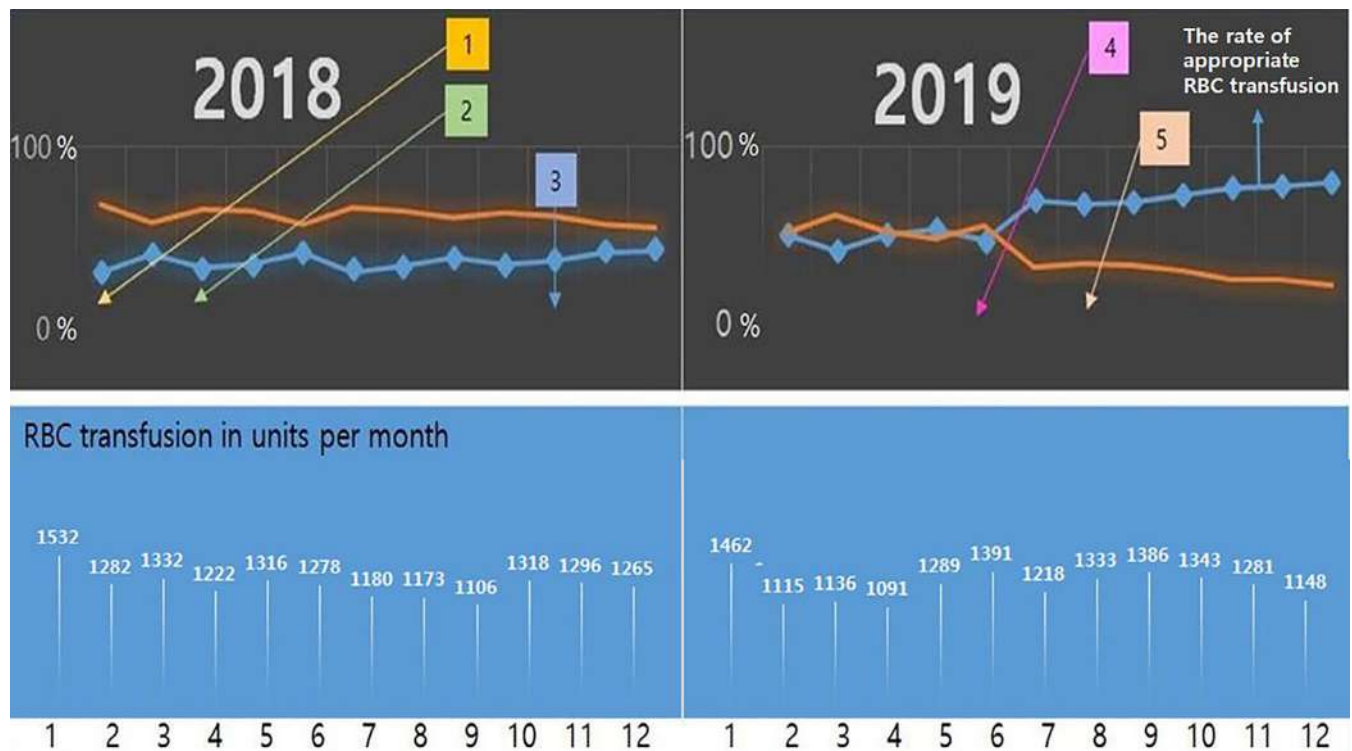 2018
1
2
3
100 %
0 %
2019
4
5
The rate of
appropriate
RBC transfusion
100 %
0 %
RBC transfusion in units per month
1532 1282 1332 1222 1316 1278 1180 1173 1106 1318 1296 1265
1462 1115 1136 1091 1289 1391 1218 1333 1386 1343 1281 1148
1 2 3 4 5 6 7 8 9 10 11 12
1 2 3 4 5 6 7 8 9 10 11 12